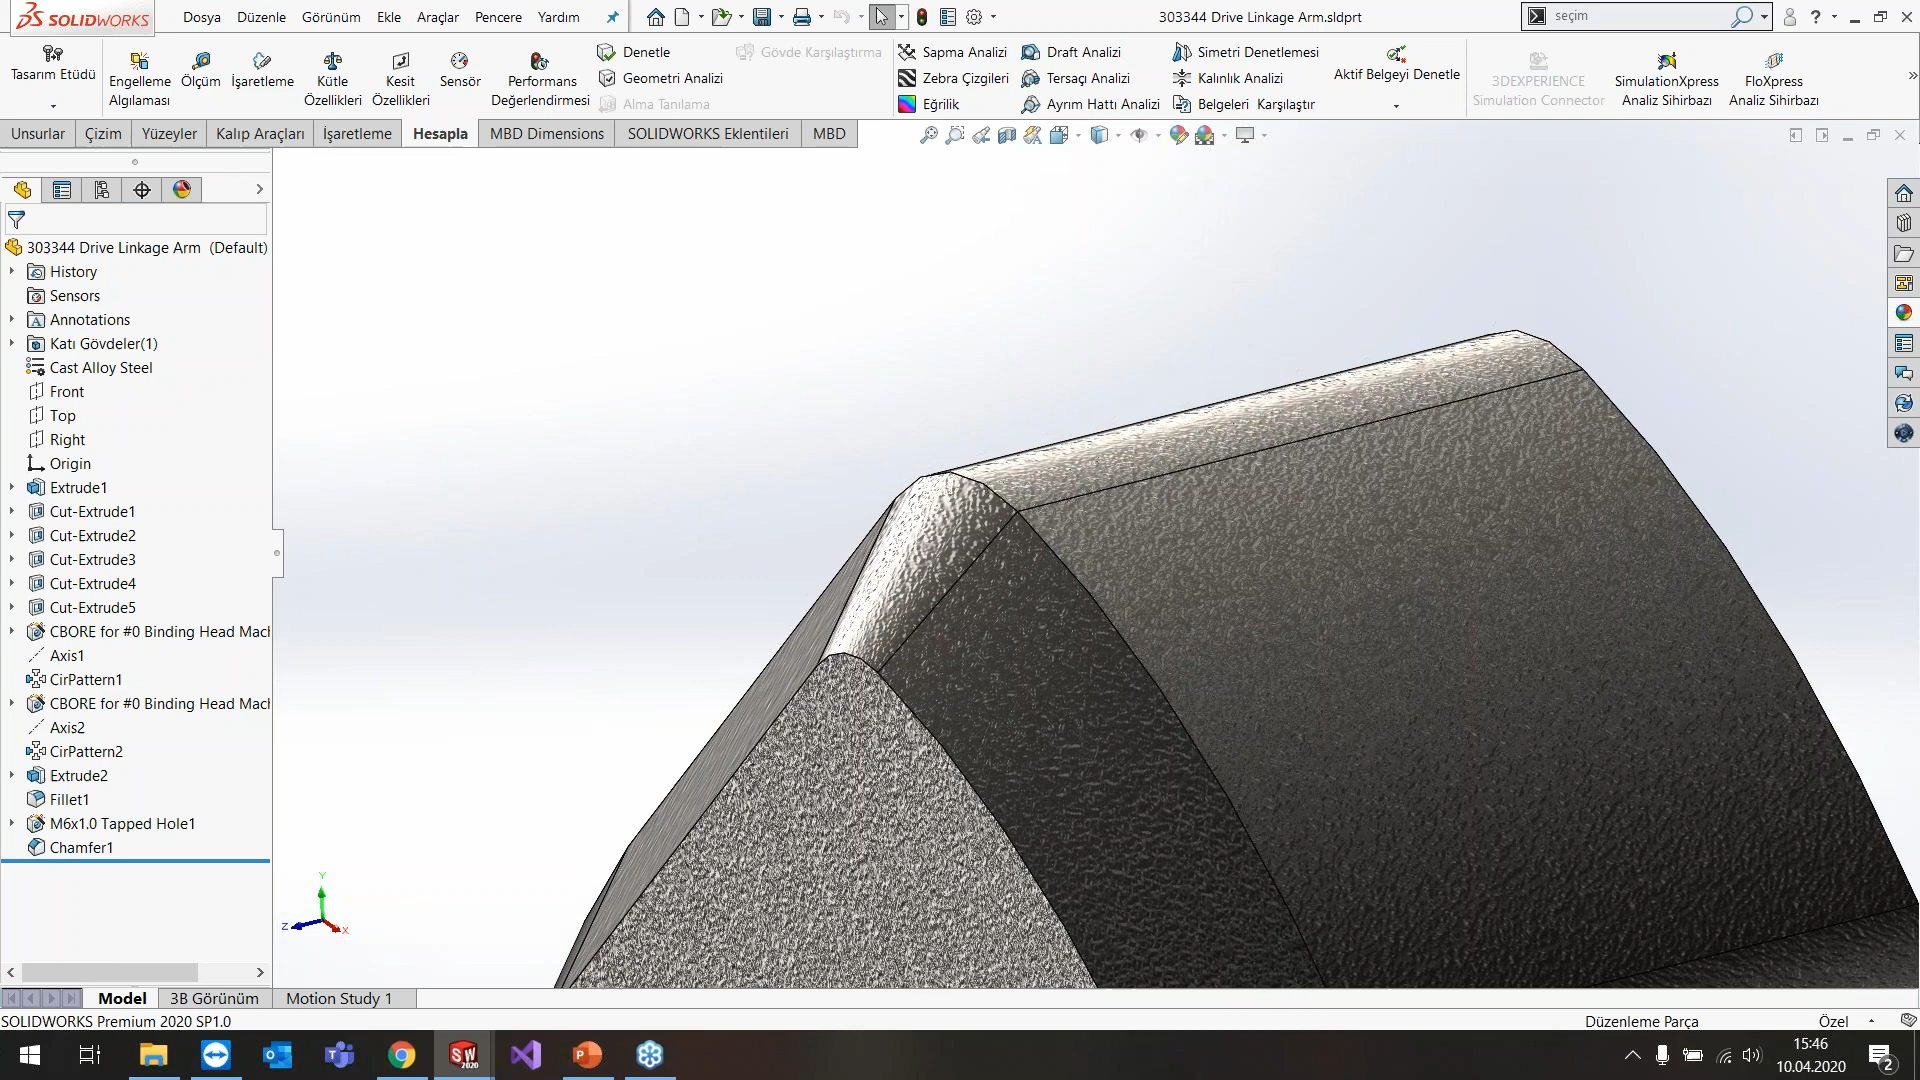 SOLIDWORKS
Dosya Düzenle Görünüm Ekle Araçlar Pencere Yardım
303344 Drive Linkage Arm.sldprt
seçim
Tasarım Etüdü
Engelleme Algılaması
Ölçüm
İşaretleme
Kütle Özellikleri
Kesit Özellikleri
Sensör
Performans Değerlendirmesi
Denetle
Geometri Analizi
Alma Tanılama
Gövde Karşılaştırma
Sapma Analizi
Zebra Çizgileri
Eğrilik
Draft Analizi
Tersaçı Analizi
Ayrım Hattı Analizi
Simetri Denetlemesi
Kalınlık Analizi
Belgeleri Karşılaştır
Aktif Belgeyi Denetle
3DEXPERIENCE
Simulation Connector
SimulationXpress
Analiz Sihirbazı
FloXpress
Analiz Sihirbazı
Unsurlar Çizim Yüzeyler Kalıp Araçları İşaretleme Hesapla MBD Dimensions SOLIDWORKS Eklentileri MBD
303344 Drive Linkage Arm (Default)
History
Sensors
Annotations
Katı Gövdeler(1)
Cast Alloy Steel
Front
Top
Right
Origin
Extrude1
Cut-Extrude1
Cut-Extrude2
Cut-Extrude3
Cut-Extrude4
Cut-Extrude5
CBORE for #0 Binding Head Mach
Axis1
CirPattern1
CBORE for #0 Binding Head Mach
Axis2
CirPattern2
Extrude2
Fillet1
M6x1.0 Tapped Hole1
Chamfer1
Y
Z
X
Model 3B Görünüm Motion Study 1
SOLIDWORKS Premium 2020 SP1.0
Düzenleme Parça
Özel
SW
2020
15:46
10.04.2020
2